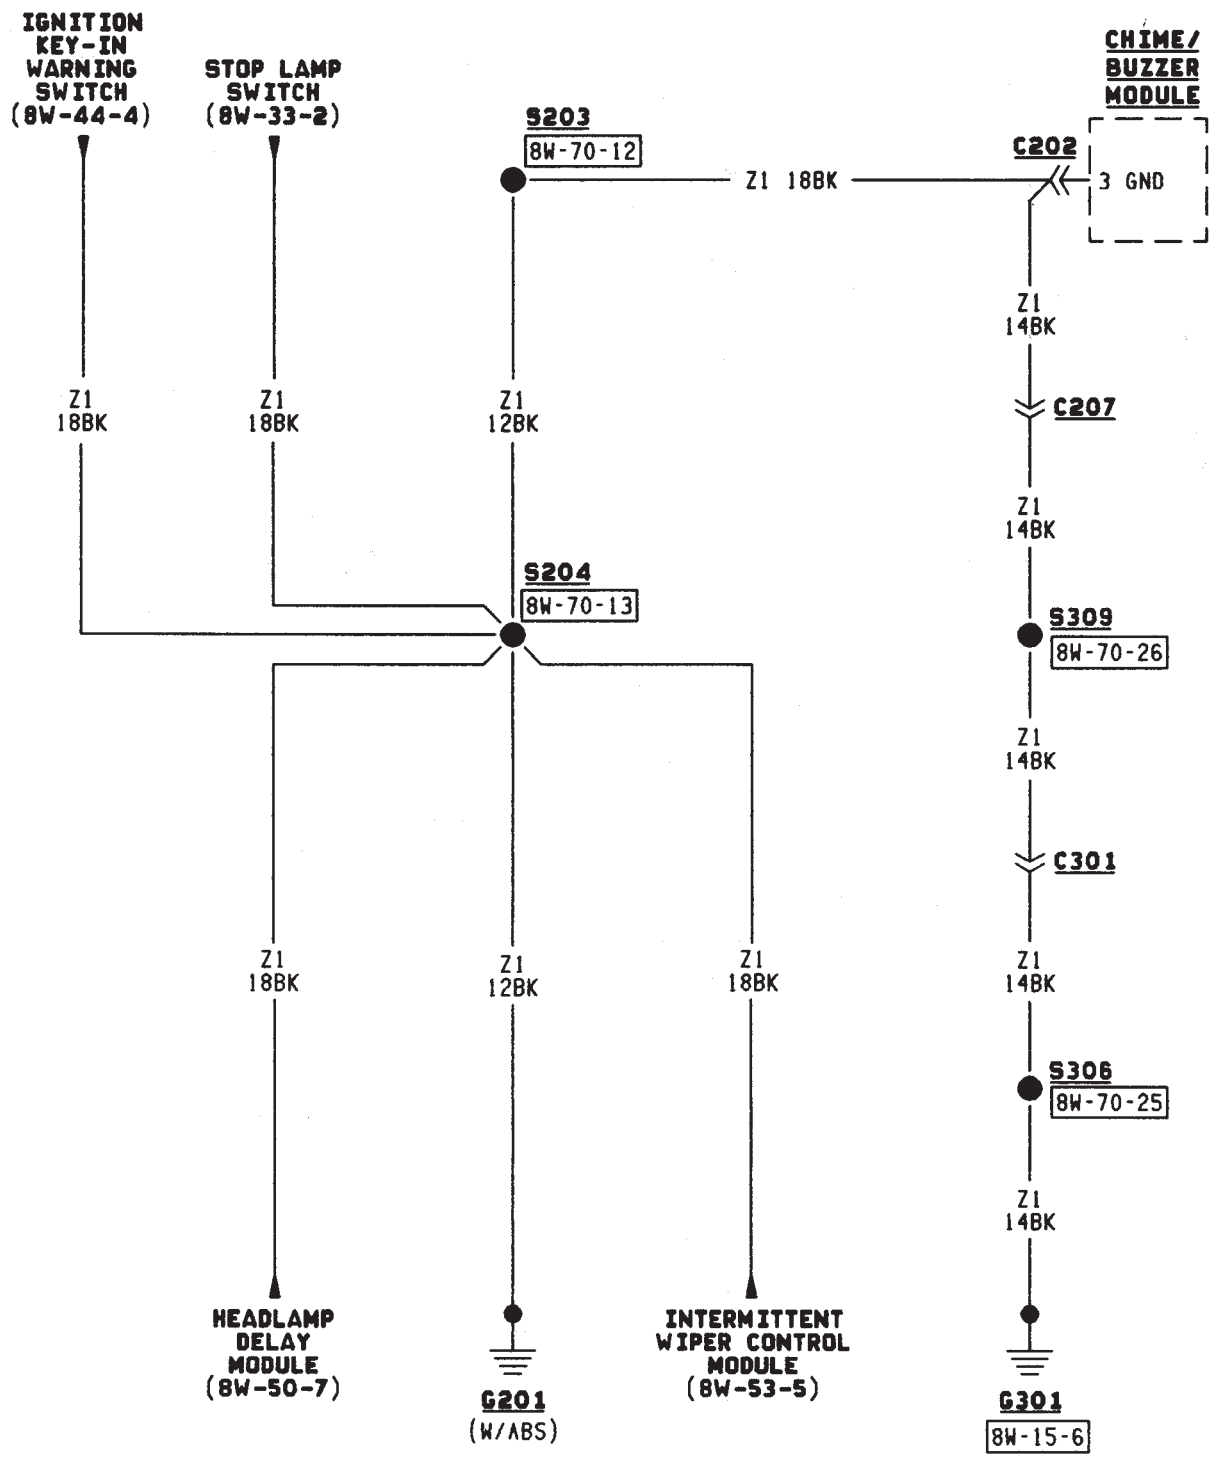 IGNITION
KEY-IN
WARNING
SWITCH
(8W-44-4)
STOP LAMP
SWITCH
(8W-33-2)
S203
8W-70-12
Z1 18BK
C202
CHIME/
BUZZER
MODULE
3 GND
Z1
14BK
C207
Z1
18BK
Z1
18BK
Z1
12BK
Z1
14BK
S204
8W-70-13
S309
8W-70-26
Z1
14BK
C301
Z1
18BK
Z1
12BK
Z1
18BK
Z1
14BK
S306
8W-70-25
Z1
14BK
HEADLAMP
DELAY
MODULE
(8W-50-7)
G201
(W/ABS)
INTERMITTENT
WIPER CONTROL
MODULE
(8W-53-5)
G301
8W-15-6